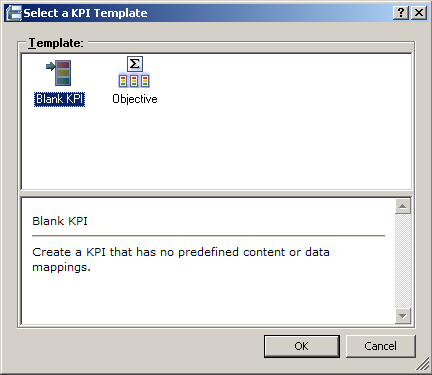 Select a KPI Template
Template:
Blank KPI
Objective
Blank KPI
Create a KPI that has no predefined content or data
mappings.
OK
Cancel